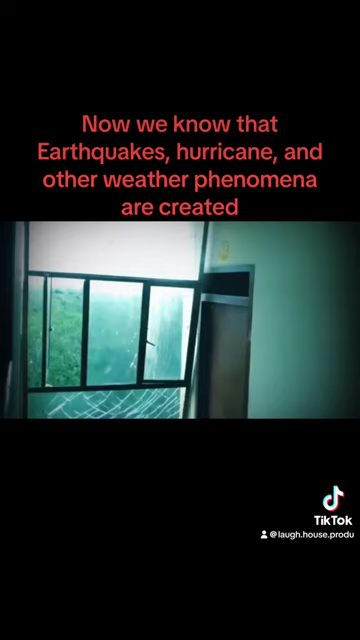 Now we know that
Earthquakes, hurricane, and
other weather phenomena
are created
TikTok
@laugh.house.produ